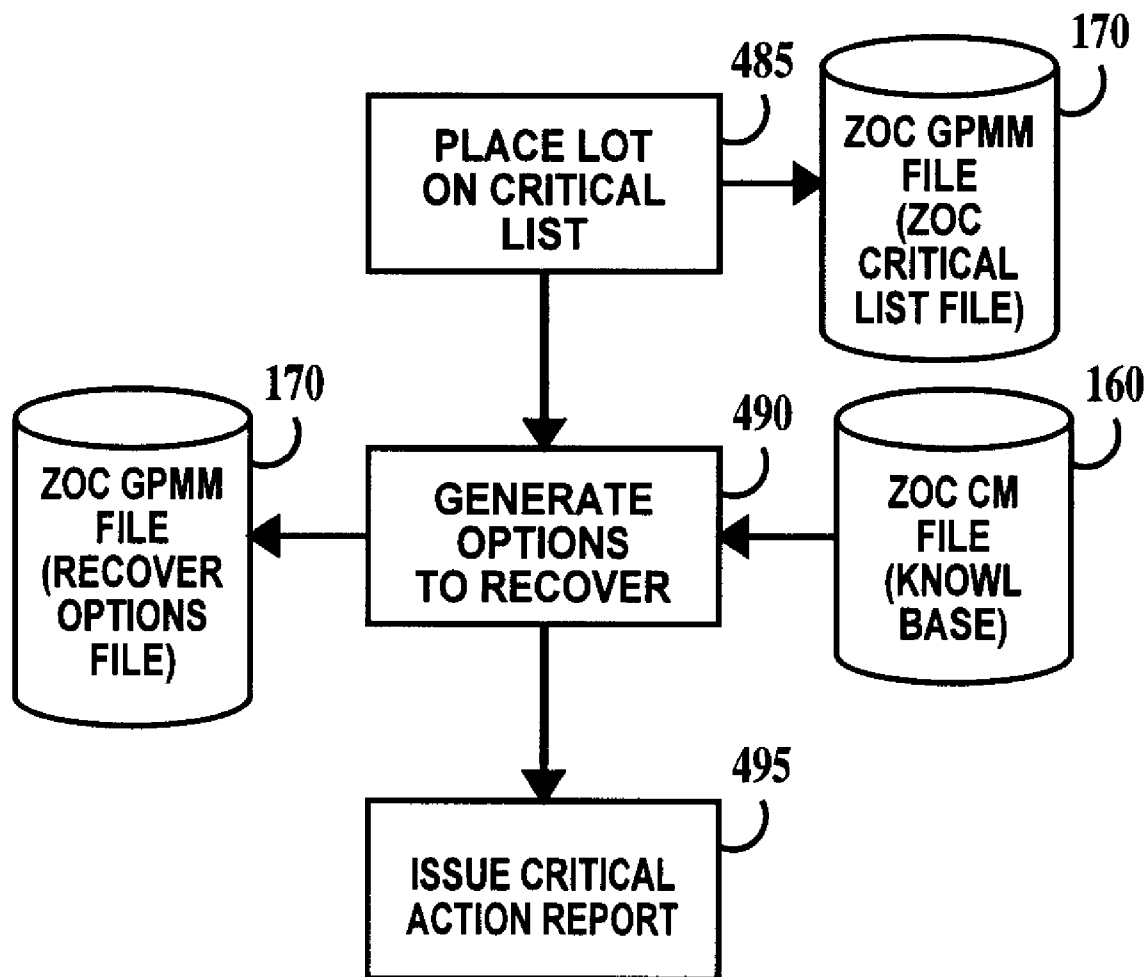 485
PLACE LOT
ON CRITICAL
LIST
170
ZOC GPMM
FILE
(ZOC
CRITICAL
LIST FILE)
170
ZOC GPMM
FILE
(RECOVER
OPTIONS
FILE)
490
GENERATE
OPTIONS
TO RECOVER
160
ZOC CM
FILE
(KNOWL
BASE)
495
ISSUE CRITICAL
ACTION REPORT